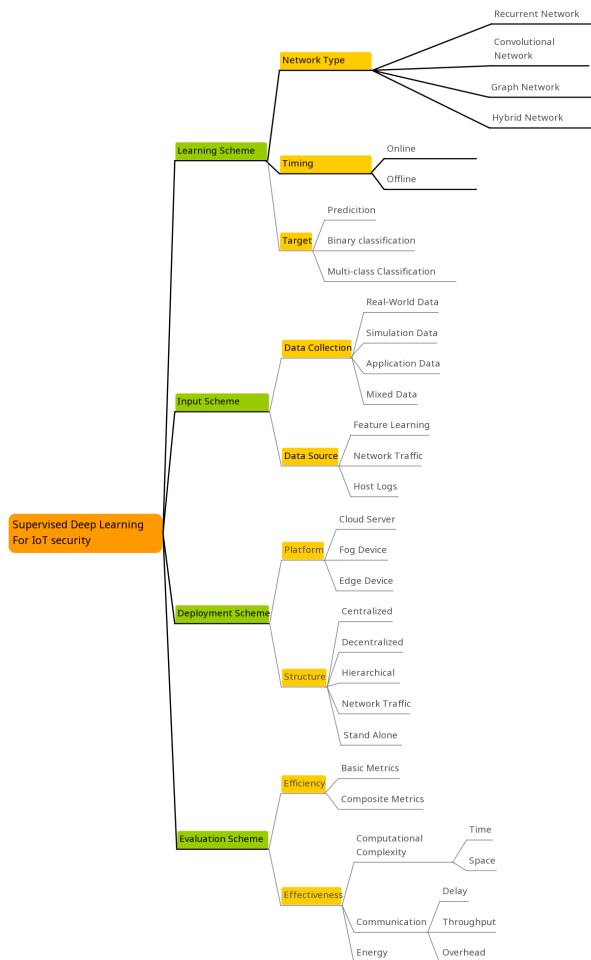 Recurrent Network
Convolutional
Network
Network Type
Graph Network
Hybrid Network
Learning Scheme
Online
Timing
Offline
Predicition
Target
Binary classification
Multi-class Classification
Real-World Data
Simulation Data
Data Collection
Application Data
Mixed Data
Input Scheme
Feature Learning
Data Source
Network Traffic
Host Logs
Supervised Deep Learning
For IoT security
Cloud Server
Platform
Fog Device
Edge Device
Deployment Scheme
Centralized
Decentralized
Structure
Hierarchical
Network Traffic
Stand Alone
Basic Metrics
Efficiency
Composite Metrics
Evaluation Scheme
Computational
Complexity
Time
Space
Effectiveness
Communication
Delay
Throughput
Overhead
Energy